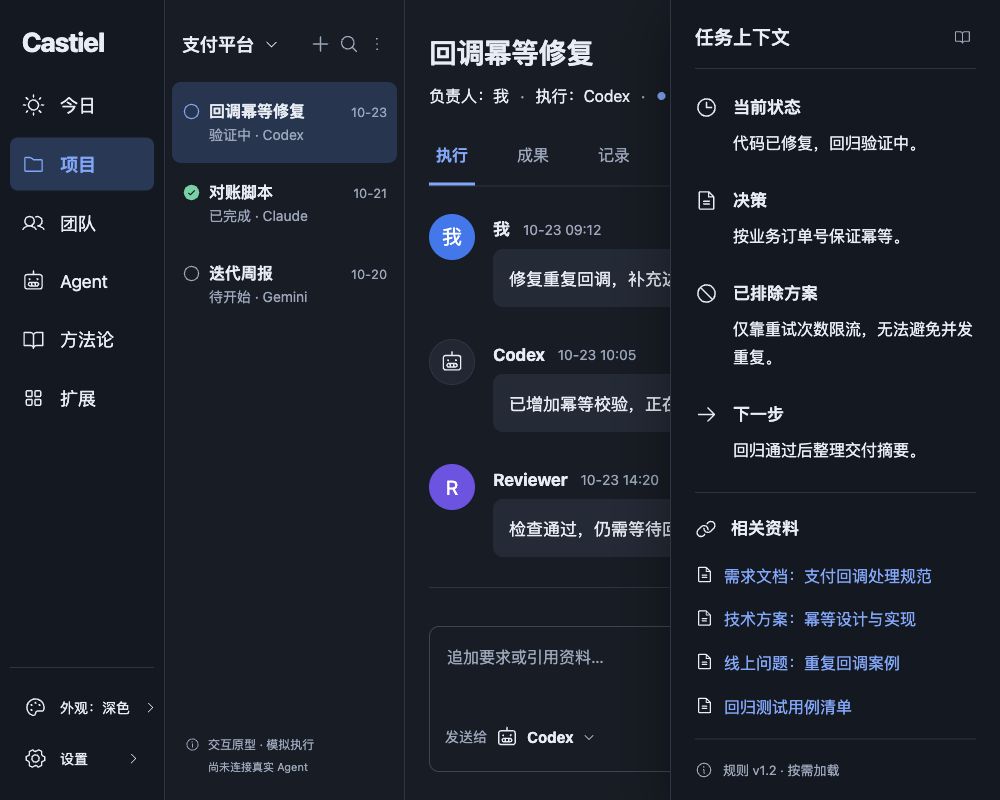 Castiel
今日
项目
团队
Agent
方法论
扩展
外观：深色
设置
支付平台
回调幂等修复 10-23
验证中 · Codex
对账脚本 10-21
已完成 · Claude
迭代周报 10-20
待开始 · Gemini
交互原型 · 模拟执行
尚未连接真实 Agent
回调幂等修复
负责人：我 · 执行：Codex ·
执行 成果 记录
我
我 10-23 09:12
修复重复回调，补充
Codex 10-23 10:05
已增加幂等校验，正在
R
Reviewer 10-23 14:20
检查通过，仍需等待回
追加要求或引用资料...
发送给 Codex
任务上下文
当前状态
代码已修复，回归验证中。
决策
按业务订单号保证幂等。
已排除方案
仅靠重试次数限流，无法避免并发
重复。
下一步
回归通过后整理交付摘要。
相关资料
需求文档：支付回调处理规范
技术方案：幂等设计与实现
线上问题：重复回调案例
回归测试用例清单
规则 v1.2 · 按需加载